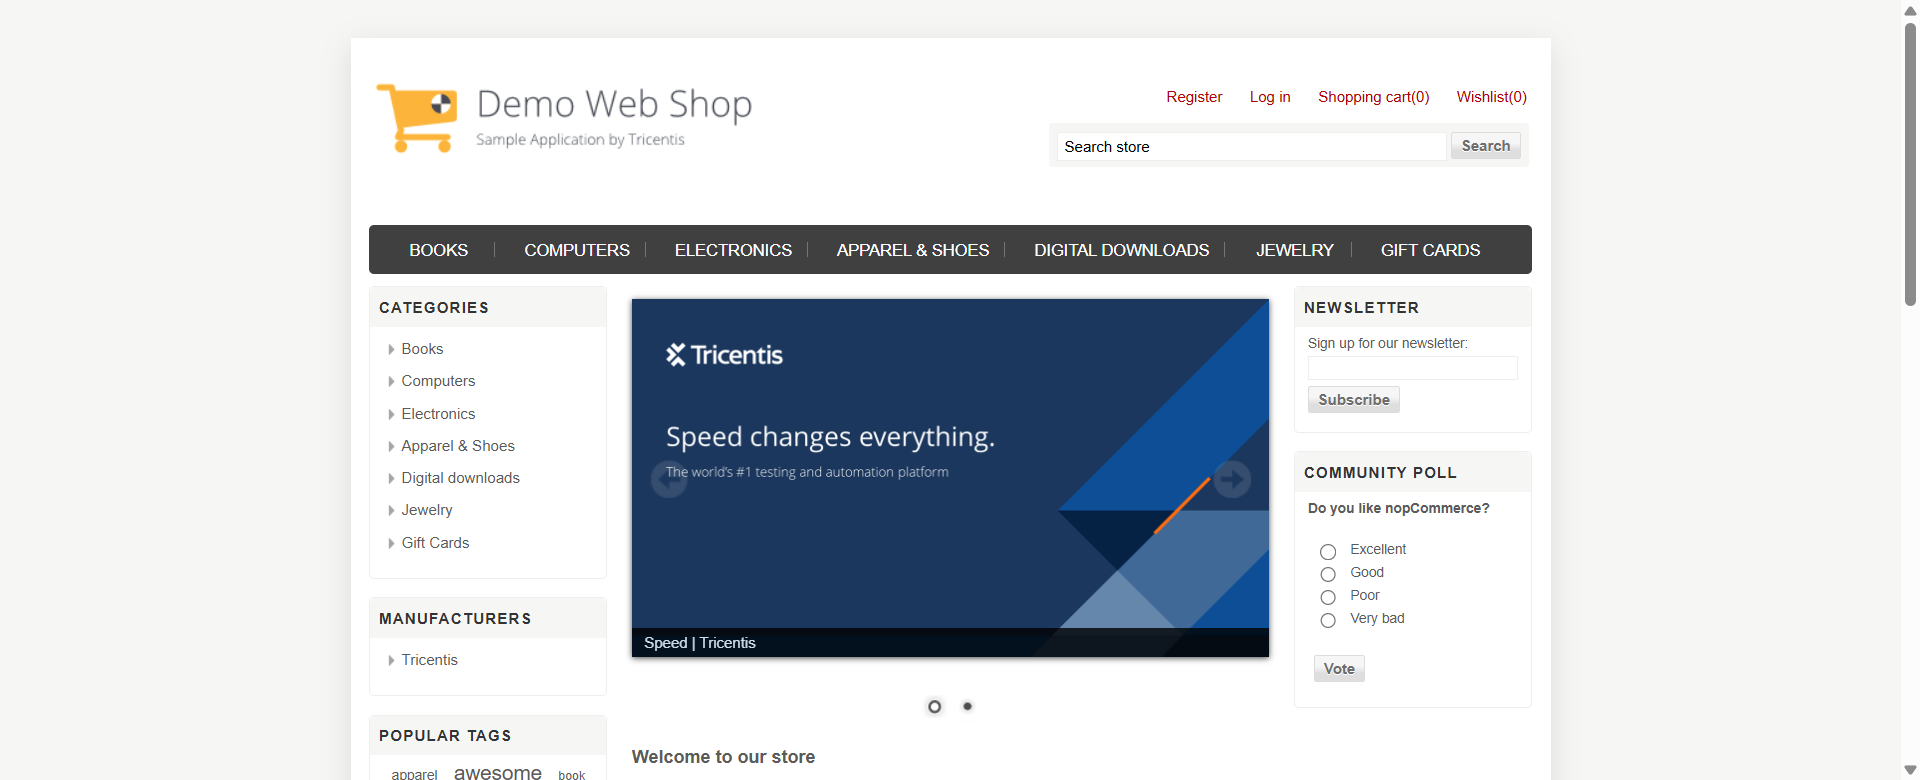 Demo Web Shop
Sample Application by Tricentis
Register Log in Shopping cart(0) Wishlist(0)
Search store Search
BOOKS COMPUTERS ELECTRONICS APPAREL & SHOES DIGITAL DOWNLOADS JEWELRY GIFT CARDS
CATEGORIES
Books
Computers
Electronics
Apparel & Shoes
Digital downloads
Jewelry
Gift Cards
MANUFACTURERS
Tricentis
POPULAR TAGS
apparel awesome book
Tricentis
Speed changes everything.
The world's #1 testing and automation platform
Speed | Tricentis
Welcome to our store
NEWSLETTER
Sign up for our newsletter:
Subscribe
COMMUNITY POLL
Do you like nopCommerce?
Excellent
Good
Poor
Very bad
Vote